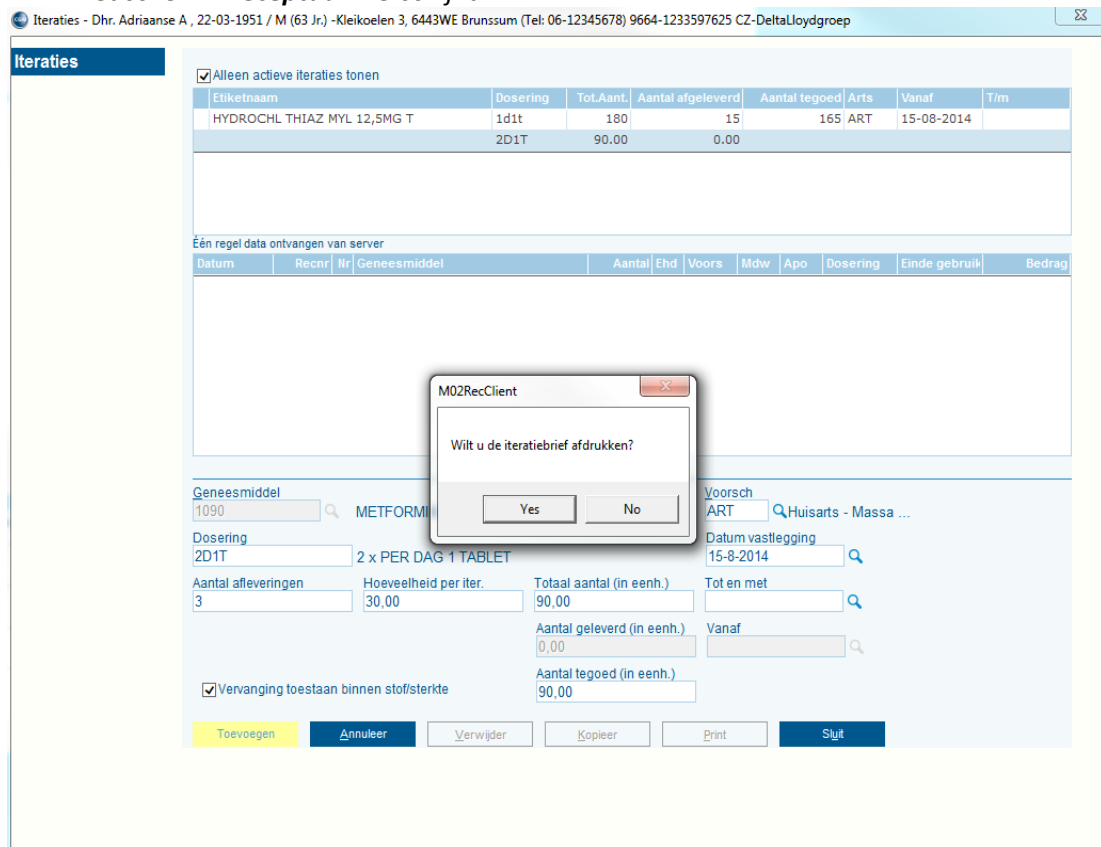 Iteraties - Dhr. Adriaanse A , 22-03-1951 / M (63 Jr.) -Kleikoelen 3, 6443WE Brunssum (Tel: 06-12345678) 9664-1233597625 CZ-DeltaLloydgroep
Iteraties
Alleen actieve iteraties tonen
Etiketnaam Dosering Tot.Aant. Aantal afgeleverd Aantal tegoed Arts Vanaf T/m
HYDROCHL THIAZ MYL 12,5MG T 1d1t 180 15 165 ART 15-08-2014
2D1T 90.00 0.00
Één regel data ontvangen van server
Datum Recnr Nr Geneesmiddel Aantal Ehd Voors Mdw Apo Dosering Einde gebruik Bedrag
M02RecClient
Wilt u de iteratiebrief afdrukken?
Yes No
Geneesmiddel Voorsch
1090 METFORMI ART Huisarts - Massa ...
Dosering Datum vastlegging
2D1T 2 x PER DAG 1 TABLET 15-8-2014
Aantal afleveringen Hoeveelheid per iter. Totaal aantal (in eenh.) Tot en met
3 30,00 90,00
Aantal geleverd (in eenh.) Vanaf
0,00
Aantal tegoed (in eenh.)
Vervanging toestaan binnen stof/sterkte 90,00
Toevoegen Annuleer Verwijder Kopieer Print Sluit